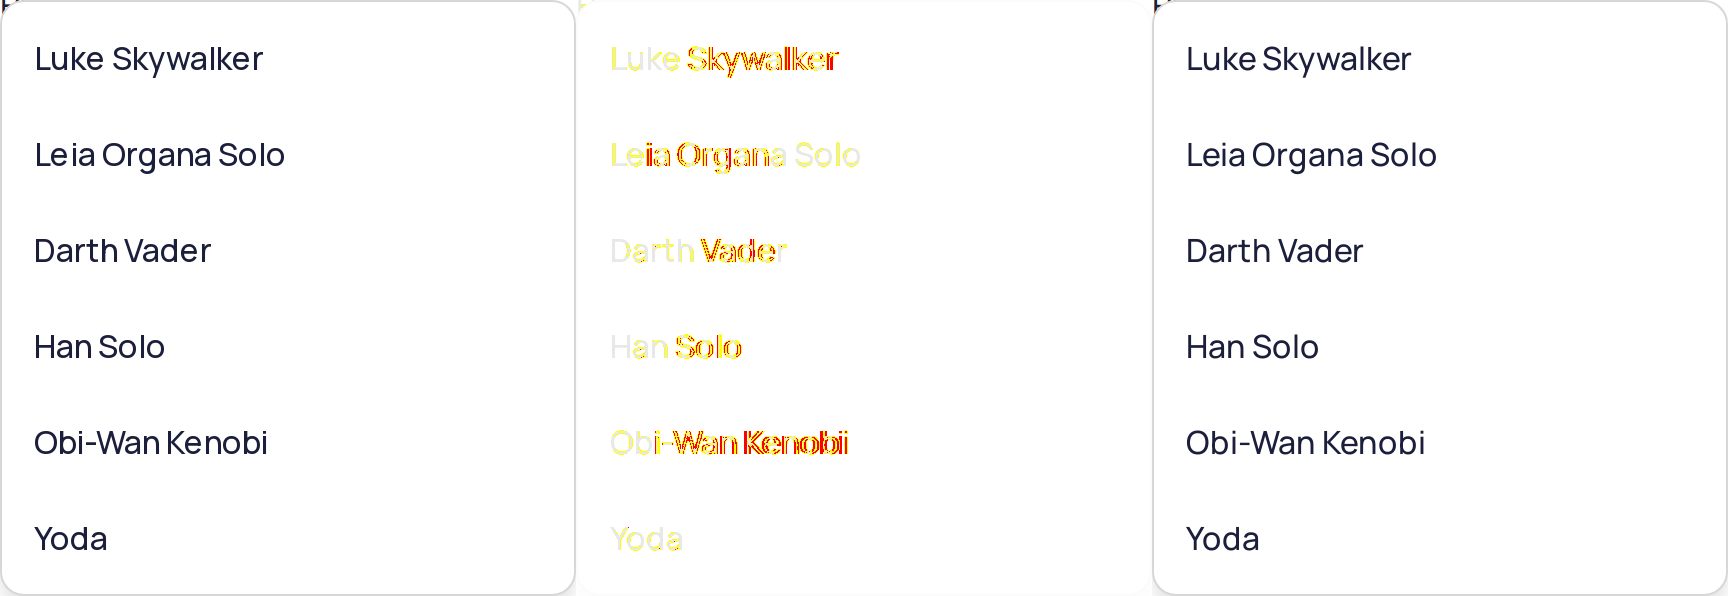 Luke Skywalker Luke Skywalker Luke Skywalker
Leia Organa Solo Leia Organa Solo Leia Organa Solo
Darth Vader Darth Vader Darth Vader
Han Solo Han Solo Han Solo
Obi-Wan Kenobi Obi-Wan Kenobi Obi-Wan Kenobi
Yoda Yoda Yoda